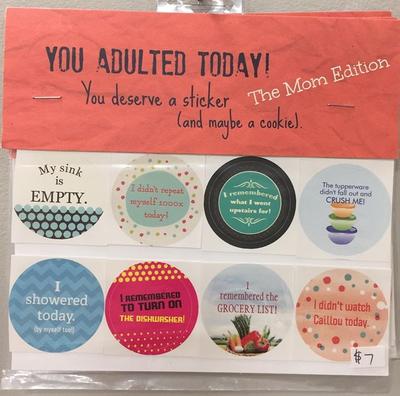 YOU ADULTED TODAY!
The Mom Edition
You deserve a sticker
(and maybe a cookie).
My sink
is
EMPTY.
I didn't repeat
myself 1000x
today!
I remembered
what I went
upstairs for!
The tupperware
didn't fall out and
CRUSH ME!
I
showered
today.
(by myself too!)
I REMEMBERED
TO TURN ON
THE DISHWASHER!
I
remembered the
GROCERY LIST!
I didn't watch
Caillou today.
$7